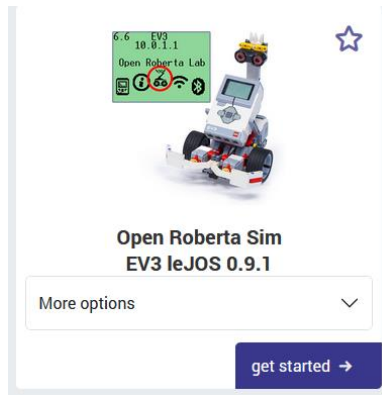 6.6 EV3
10.0.1.1
Open Roberta Lab
Open Roberta Sim
EV3 leJOS 0.9.1
More options
get started →